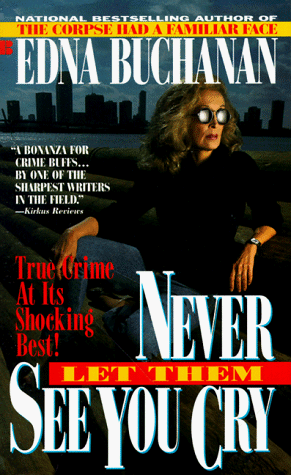 NATIONAL BESTSELLING AUTHOR OF
THE CORPSE HAD A FAMILIAR FACE
EDNA BUCHANAN
"A BONANZA FOR
CRIME BUFFS...
BY ONE OF THE
SHARPEST WRITERS
IN THE FIELD."
—Kirkus Reviews
True Crime
At Its
Shocking
Best!
NEVER
LET THEM
SEE YOU CRY